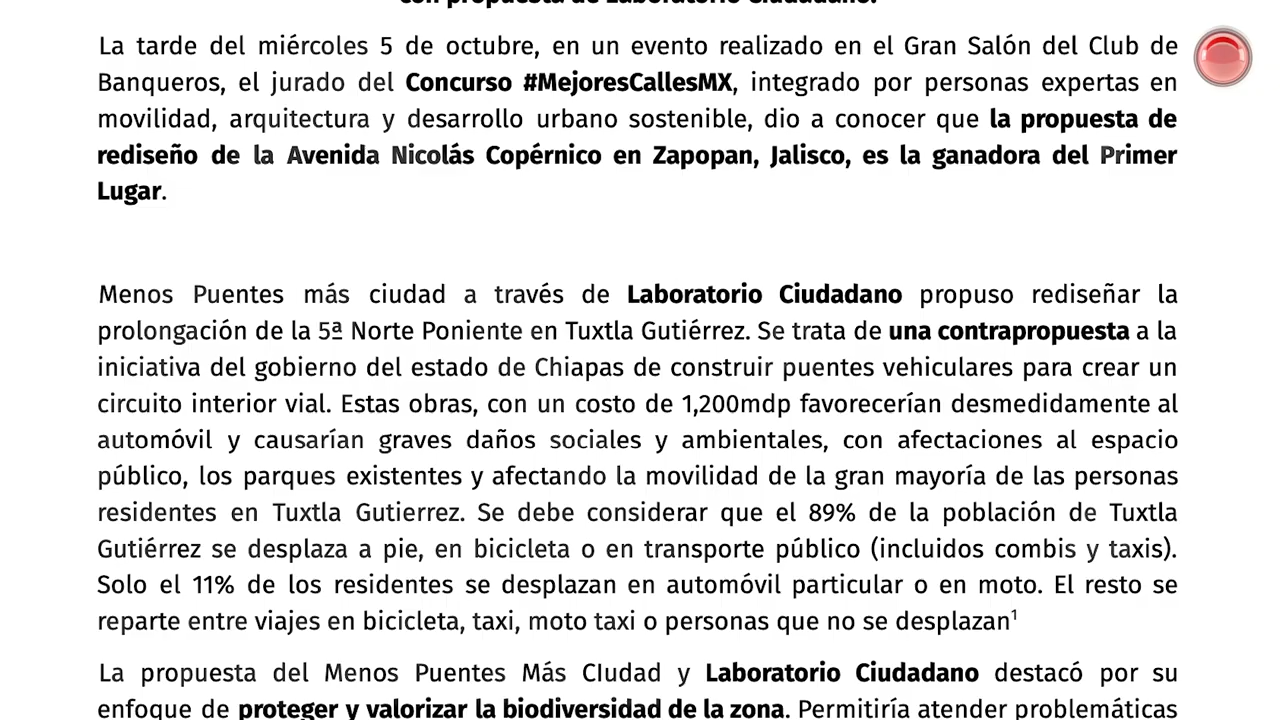 con propuesta de Laboratorio Ciudadano.
La tarde del miércoles 5 de octubre, en un evento realizado en el Gran Salón del Club de
Banqueros, el jurado del Concurso #MejoresCallesMX, integrado por personas expertas en
movilidad, arquitectura y desarrollo urbano sostenible, dio a conocer que la propuesta de
rediseño de la Avenida Nicolás Copérnico en Zapopan, Jalisco, es la ganadora del Primer
Lugar.
Menos Puentes más ciudad a través de Laboratorio Ciudadano propuso rediseñar la
prolongación de la 5ª Norte Poniente en Tuxtla Gutiérrez. Se trata de una contrapropuesta a la
iniciativa del gobierno del estado de Chiapas de construir puentes vehiculares para crear un
circuito interior vial. Estas obras, con un costo de 1,200mdp favorecerían desmedidamente al
automóvil y causarían graves daños sociales y ambientales, con afectaciones al espacio
público, los parques existentes y afectando la movilidad de la gran mayoría de las personas
residentes en Tuxtla Gutierrez. Se debe considerar que el 89% de la población de Tuxtla
Gutiérrez se desplaza a pie, en bicicleta o en transporte público (incluidos combis y taxis).
Solo el 11% de los residentes se desplazan en automóvil particular o en moto. El resto se
reparte entre viajes en bicicleta, taxi, moto taxi o personas que no se desplazan¹
La propuesta del Menos Puentes Más CIudad y Laboratorio Ciudadano destacó por su
enfoque de proteger y valorizar la biodiversidad de la zona. Permitiría atender problemáticas